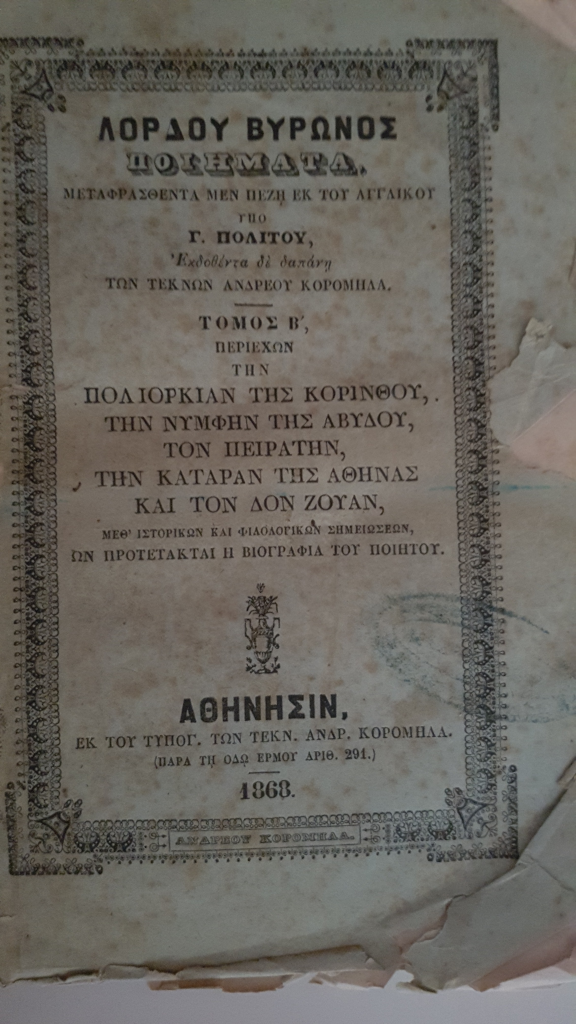 ΛΟΡΔΟΥ ΒΥΡΩΝΟΣ
ΠΟΙΗΜΑΤΑ.
ΜΕΤΑΦΡΑΣΘΕΝΤΑ ΜΕΝ ΠΕΖΗ ΕΚ ΤΟΥ ΑΓΓΛΙΚΟΥ
ΥΠΟ
Γ. ΠΟΛΙΤΟΥ,
Ἐκδοθέντα δὲ δαπάνη
ΤΩΝ ΤΕΚΝΩΝ ΑΝΔΡΕΟΥ ΚΟΡΟΜΗΛΑ.
ΤΟΜΟΣ Β΄,
ΠΕΡΙΕΧΩΝ
ΤΗΝ
ΠΟΛΙΟΡΚΙΑΝ ΤΗΣ ΚΟΡΙΝΘΟΥ,
ΤΗΝ ΝΥΜΦΗΝ ΤΗΣ ΑΒΥΔΟΥ,
ΤΟΝ ΠΕΙΡΑΤΗΝ,
ΤΗΝ ΚΑΤΑΡΑΝ ΤΗΣ ΑΘΗΝΑΣ
ΚΑΙ ΤΟΝ ΔΟΝ ΖΟΥΑΝ,
ΜΕΘ' ΙΣΤΟΡΙΚΩΝ ΚΑΙ ΦΙΛΟΛΟΓΙΚΩΝ ΣΗΜΕΙΩΣΕΩΝ,
ΩΝ ΠΡΟΤΕΤΑΚΤΑΙ Η ΒΙΟΓΡΑΦΙΑ ΤΟΥ ΠΟΙΗΤΟΥ.
ΑΘΗΝΗΣΙΝ,
ΕΚ ΤΟΥ ΤΥΠΟΓ. ΤΩΝ ΤΕΚΝ. ΑΝΔΡ. ΚΟΡΟΜΗΛΑ.
(ΠΑΡΑ ΤΗ ΟΔΩ ΕΡΜΟΥ ΑΡΙΘ. 291.)
1868.
ΑΝΔΡΕΟΥ ΚΟΡΟΜΗΛΑ.